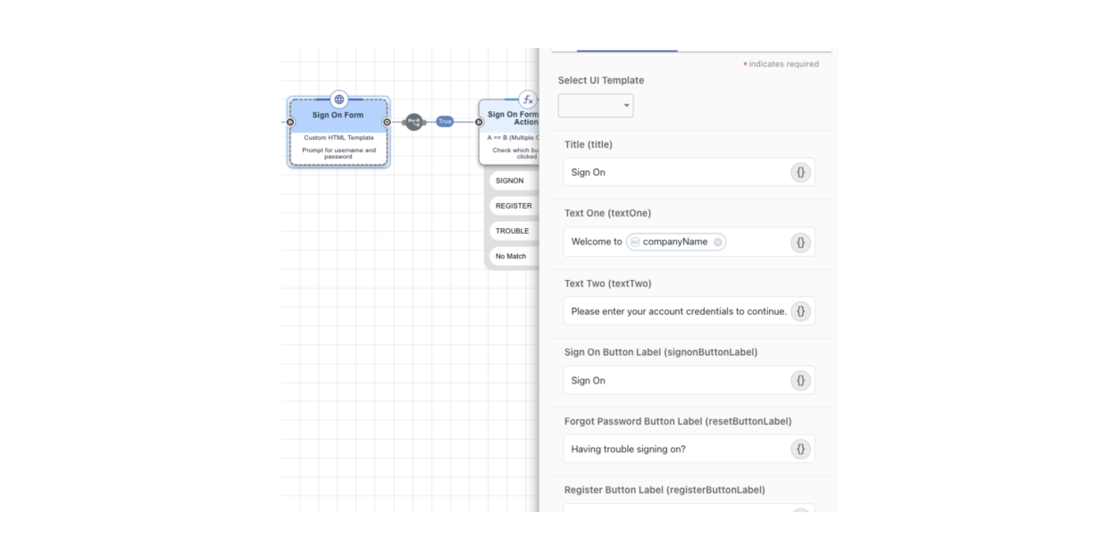 * indicates required
Select UI Template
Sign On Form
Custom HTML Template
Prompt for username and
password
True
Sign On Form
Action
A == B (Multiple
Check which
clicked
SIGNON
REGISTER
TROUBLE
No Match
Title (title)
Sign On
{}
Text One (textOne)
Welcome to companyName
{}
Text Two (textTwo)
Please enter your account credentials to continue.
{}
Sign On Button Label (signonButtonLabel)
Sign On
{}
Forgot Password Button Label (resetButtonLabel)
Having trouble signing on?
{}
Register Button Label (registerButtonLabel)